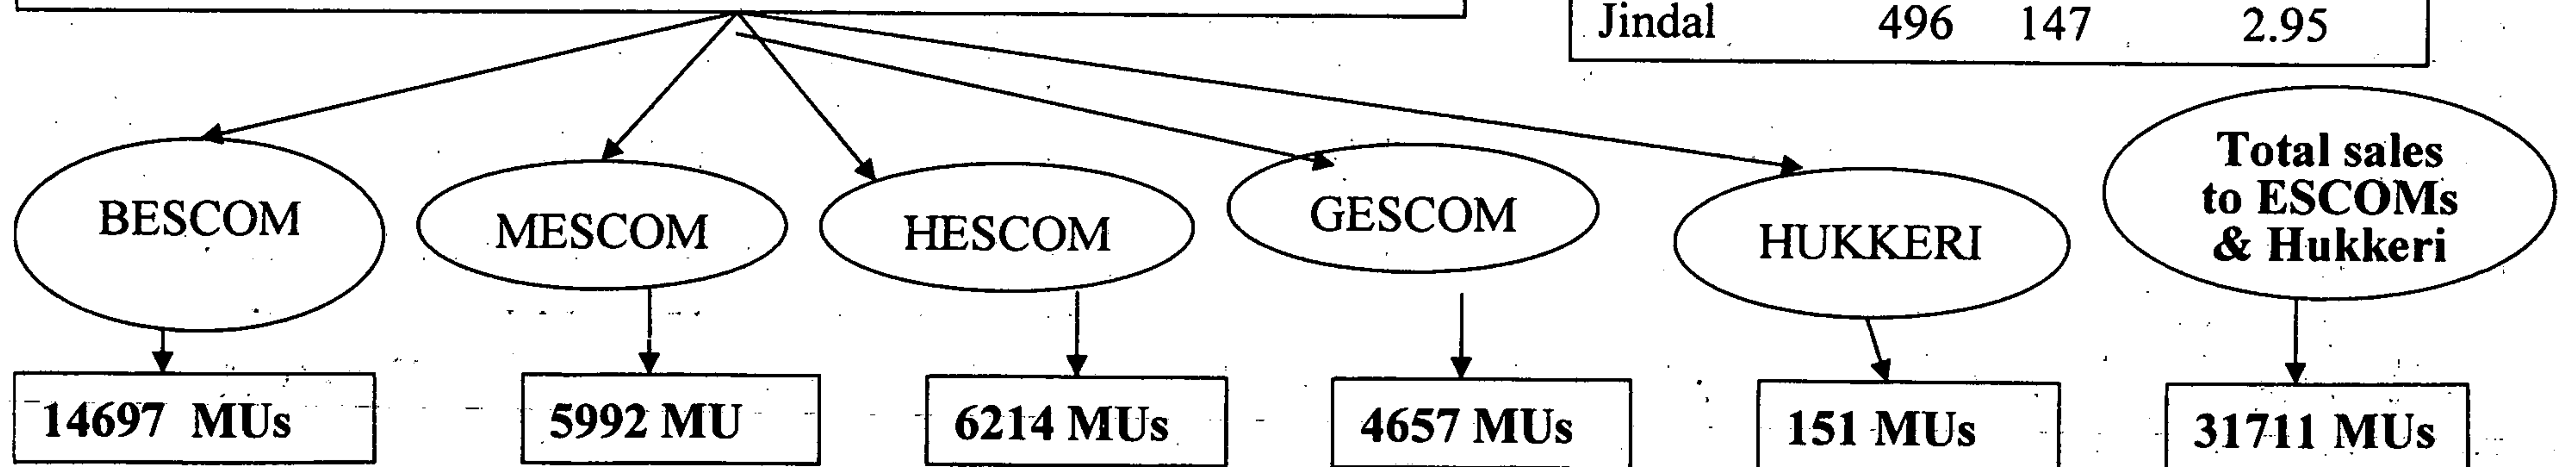 Jindal 496 147 2.95
BESCOM
MESCOM
HESCOM
GESCOM
HUKKERI
Total sales
to ESCOMs
& Hukkeri
14697 MUs
5992 MU
6214 MUs
4657 MUs
151 MUs
31711 MUs